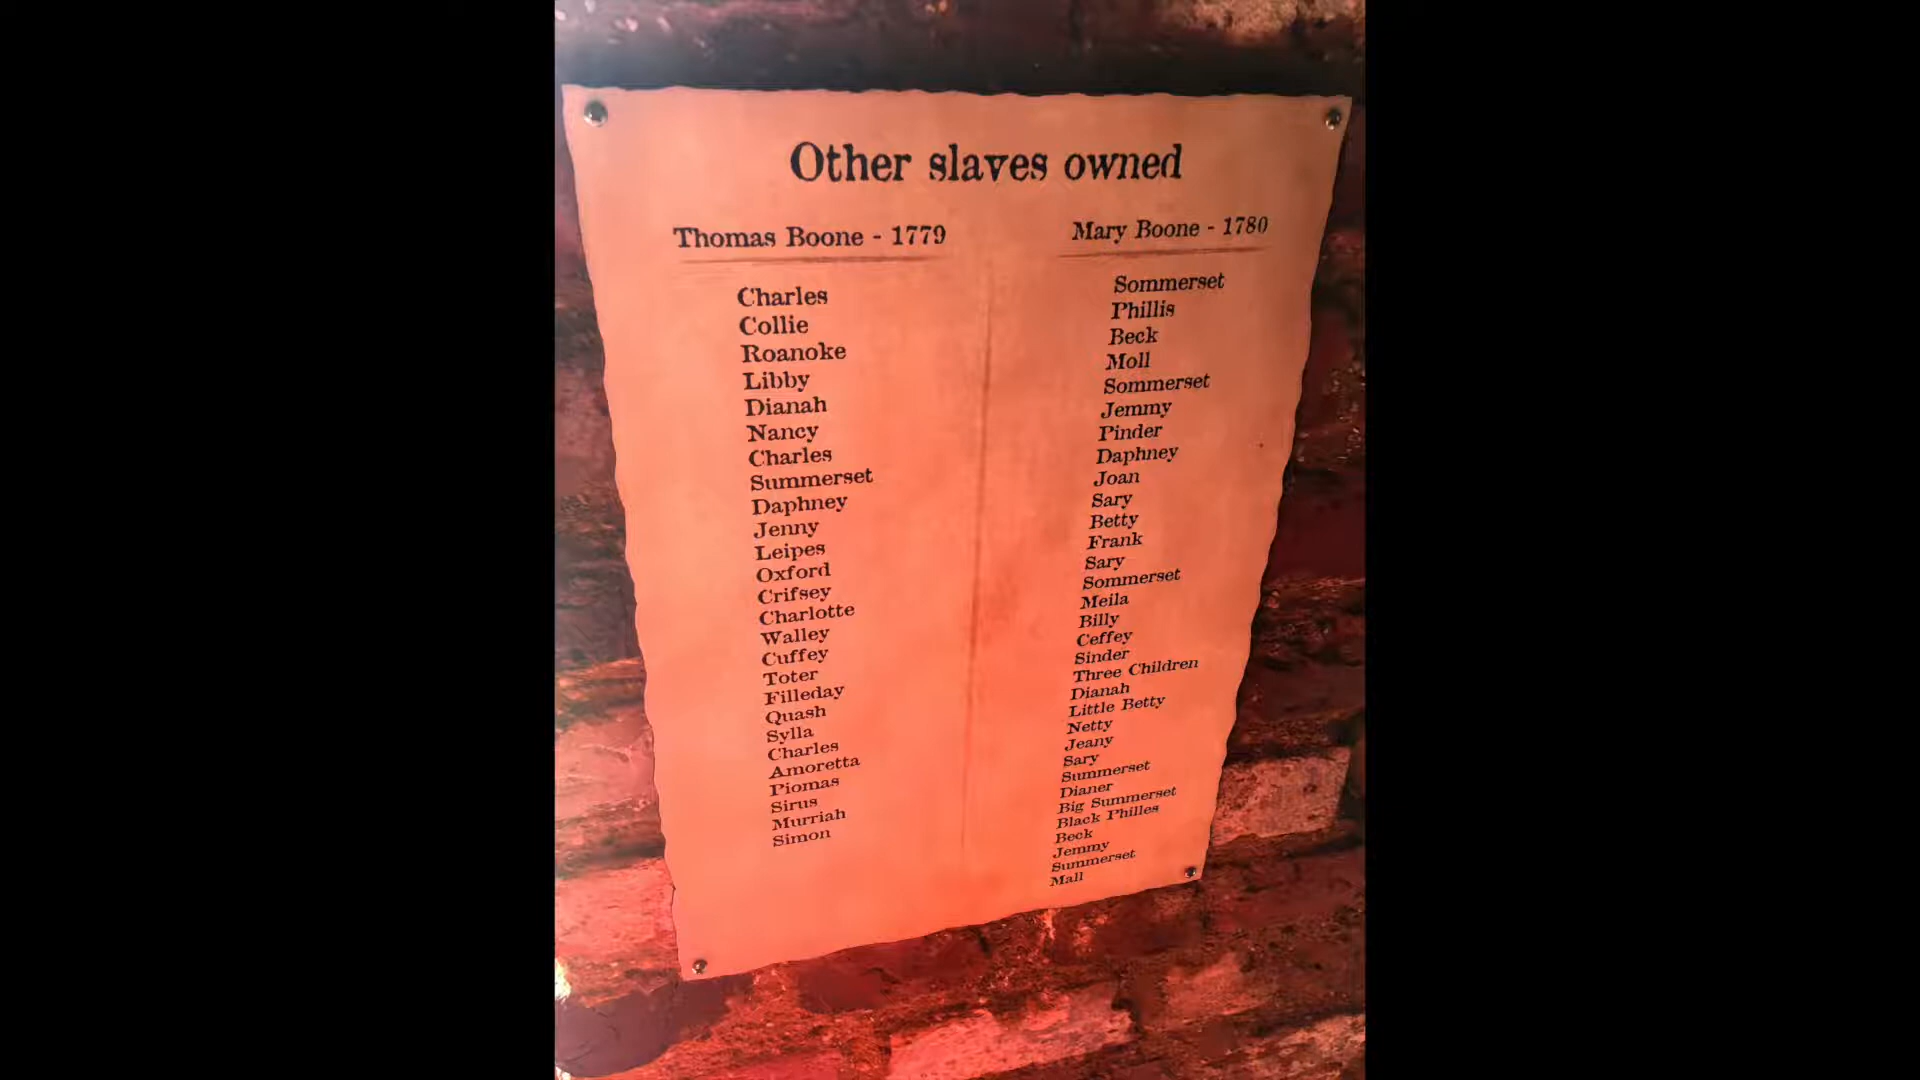 Other slaves owned
Thomas Boone - 1779
Charles
Collie
Roanoke
Libby
Dianah
Nancy
Charles
Summerset
Daphney
Jenny
Leipes
Oxford
Crifsey
Charlotte
Walley
Cuffey
Toter
Filleday
Quash
Sylla
Charles
Amoretta
Piomas
Sirus
Murriah
Simon
Mary Boone - 1780
Sommerset
Phillis
Beck
Moll
Sommerset
Jemmy
Pinder
Daphney
Joan
Sary
Betty
Frank
Sary
Sommerset
Meila
Billy
Ceffey
Sinder
Three Children
Dianah
Little Betty
Netty
Jeany
Sary
Summerset
Dianer
Big Summerset
Black Philles
Beck
Jemmy
Summerset
Mall